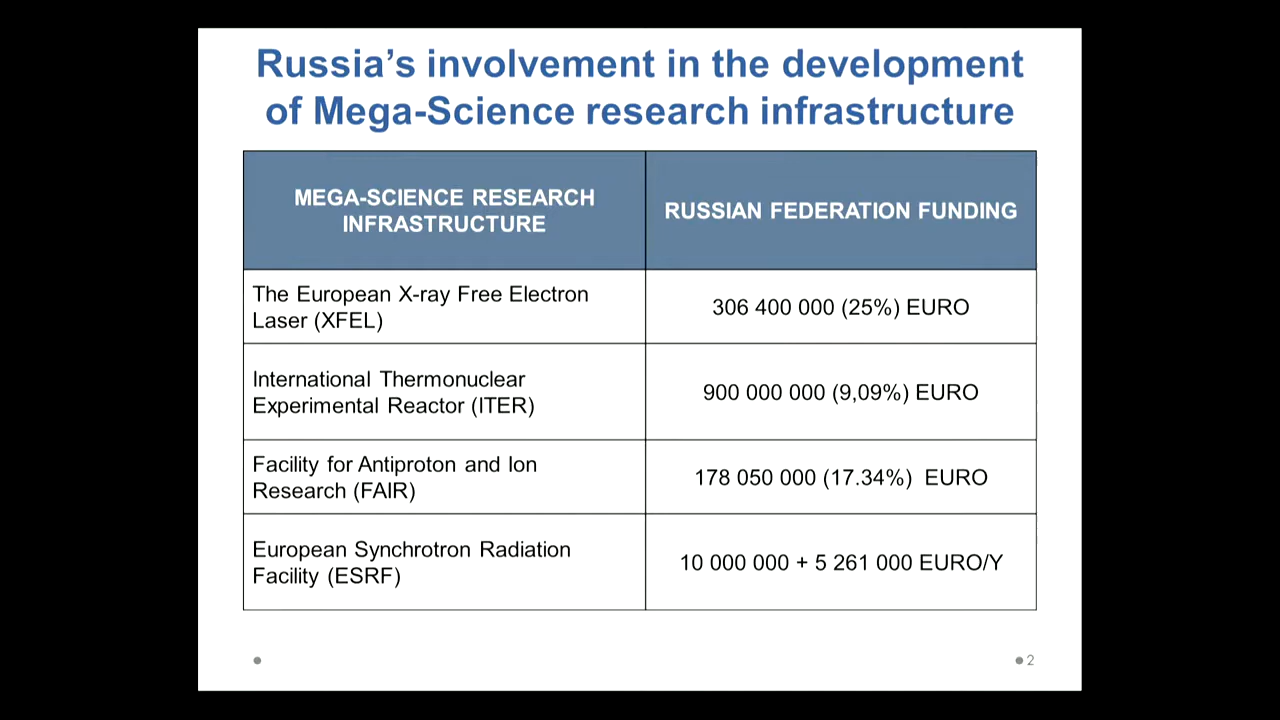 Russia’s involvement in the development
of Mega-Science research infrastructure
MEGA-SCIENCE RESEARCH
INFRASTRUCTURE
RUSSIAN FEDERATION FUNDING
The European X-ray Free Electron
Laser (XFEL)
306 400 000 (25%) EURO
International Thermonuclear
Experimental Reactor (ITER)
900 000 000 (9,09%) EURO
Facility for Antiproton and Ion
Research (FAIR)
178 050 000 (17.34%) EURO
European Synchrotron Radiation
Facility (ESRF)
10 000 000 + 5 261 000 EURO/Y
2